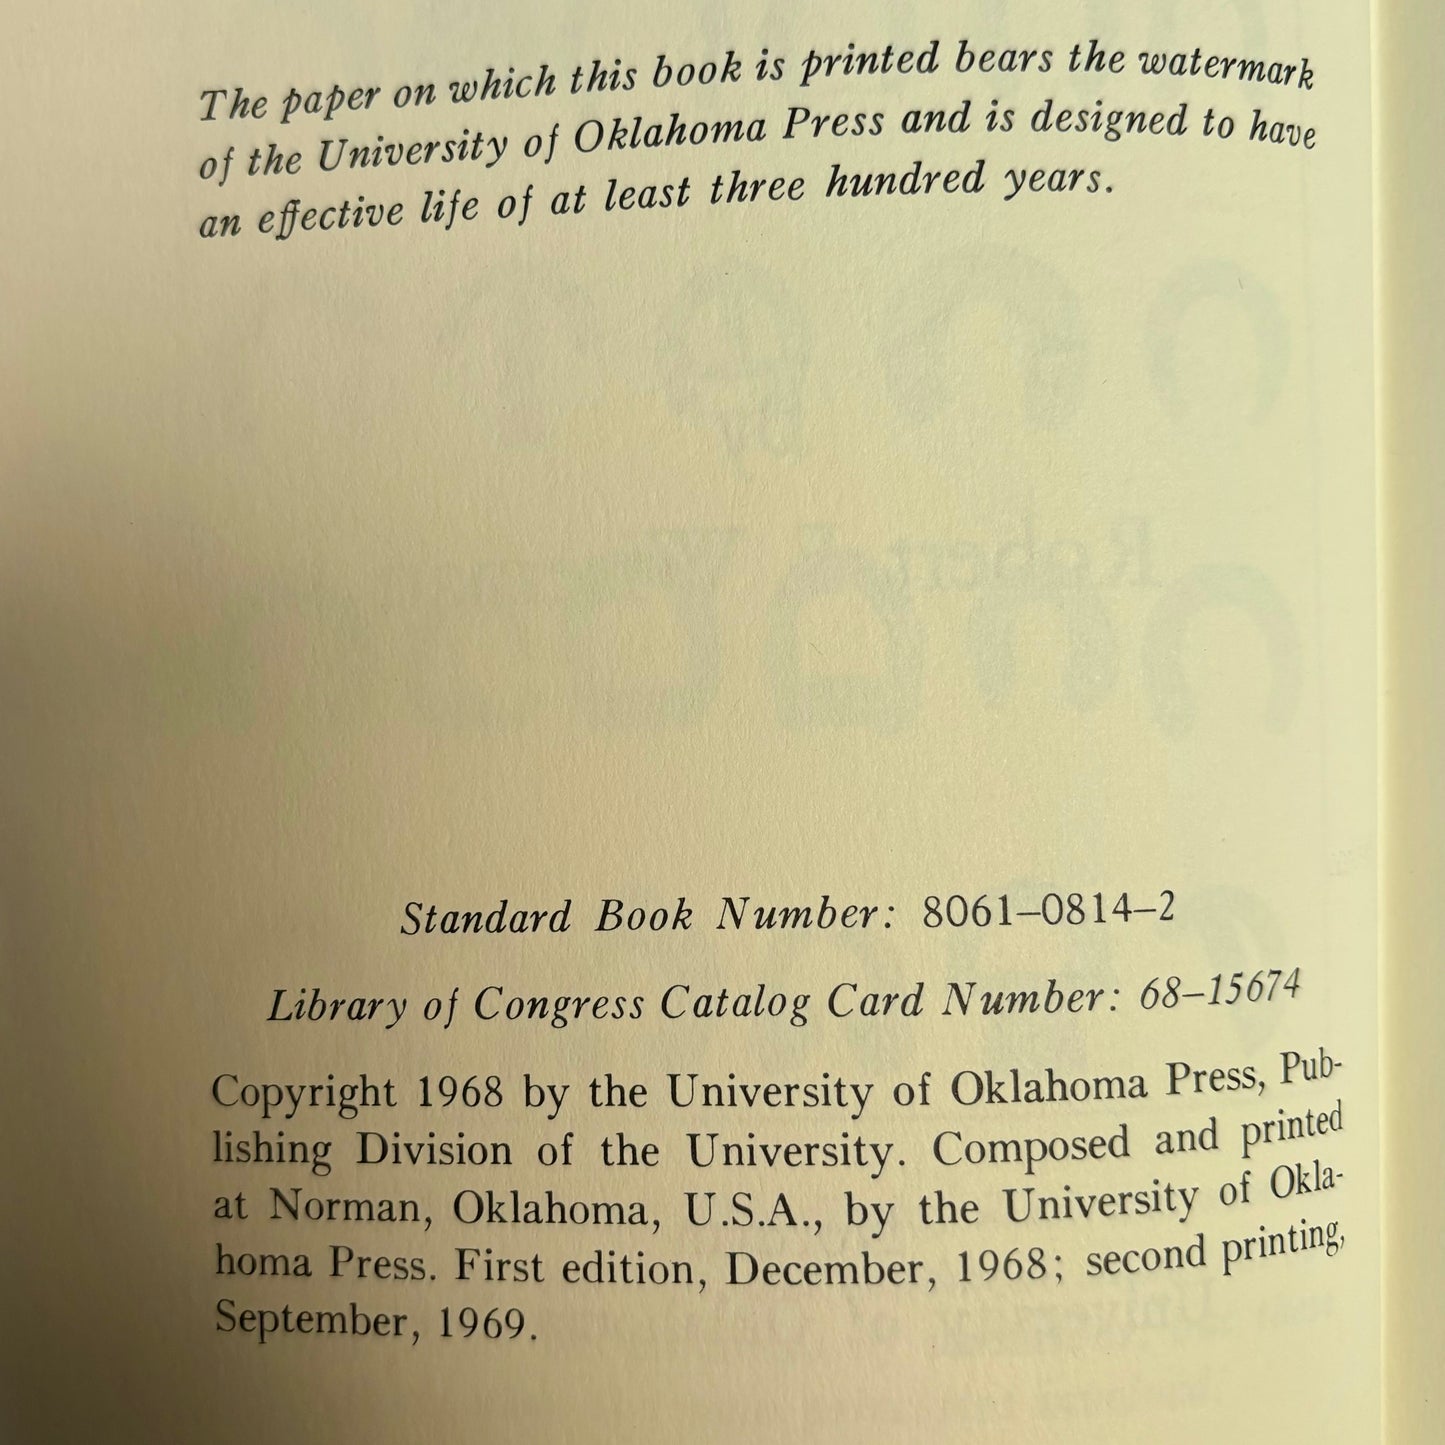 The paper on which this book is printed bears the watermark
of the University of Oklahoma Press and is designed to have
an effective life of at least three hundred years.
Standard Book Number: 8061–0814–2
Library of Congress Catalog Card Number: 68–15674
Copyright 1968 by the University of Oklahoma Press, Pub-
lishing Division of the University. Composed and printed
at Norman, Oklahoma, U.S.A., by the University of Okla-
homa Press. First edition, December, 1968; second printing,
September, 1969.